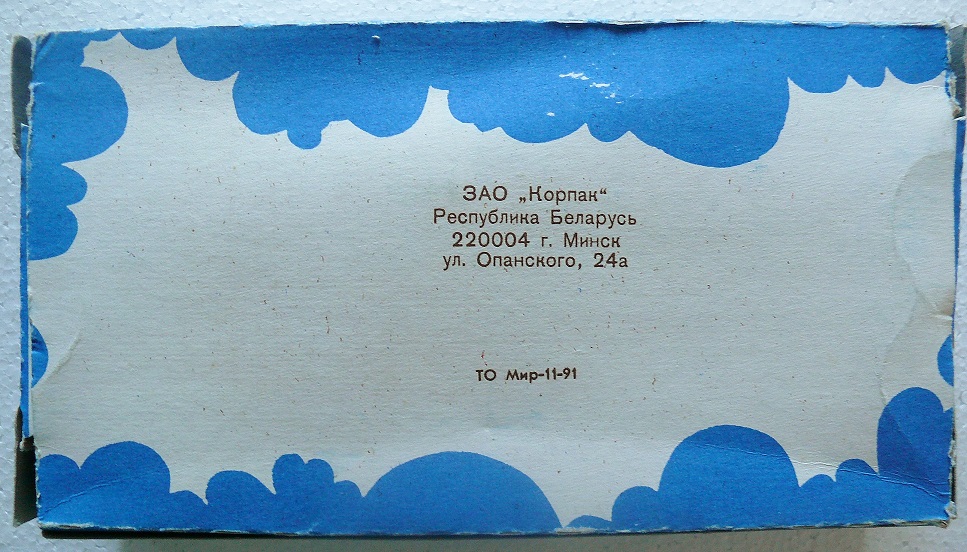 ЗАО „Корпак“
Республика Беларусь
220004 г. Минск
ул. Опанского, 24а
ТО Мир-11-91